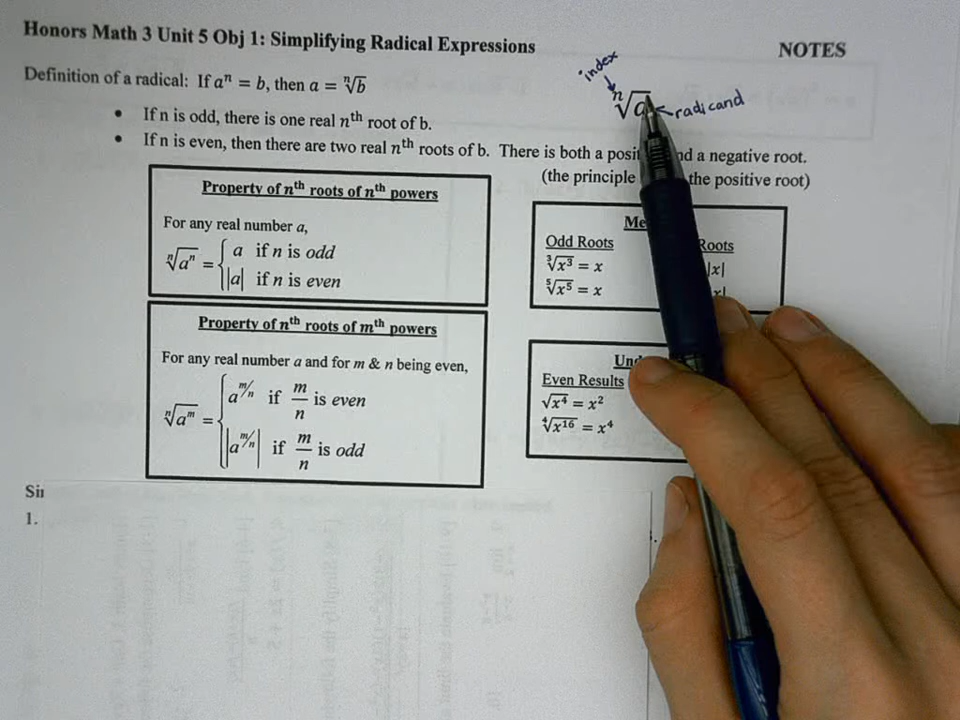 Honors Math 3 Unit 5 Obj 1: Simplifying Radical Expressions NOTES
Definition of a radical: If aⁿ = b, then a = ⁿ√b
index
ⁿ√a
radicand
• If n is odd, there is one real nᵗʰ root of b.
• If n is even, then there are two real nᵗʰ roots of b. There is both a and a negative root.
(the principle the positive root)
Property of nᵗʰ roots of nᵗʰ powers
For any real number a,
ⁿ√aⁿ = { a if n is odd
|a| if n is even
Property of nᵗʰ roots of mᵗʰ powers
For any real number a and for m & n being even,
ⁿ√aᵐ = { a^m/n if m/n is even
|a^m/n| if m/n is odd
Odd Roots Roots
³√x³ = x |x|
⁵√x⁵ = x
Even Results
√x⁴ = x²
⁴√x¹⁶ = x⁴
1.